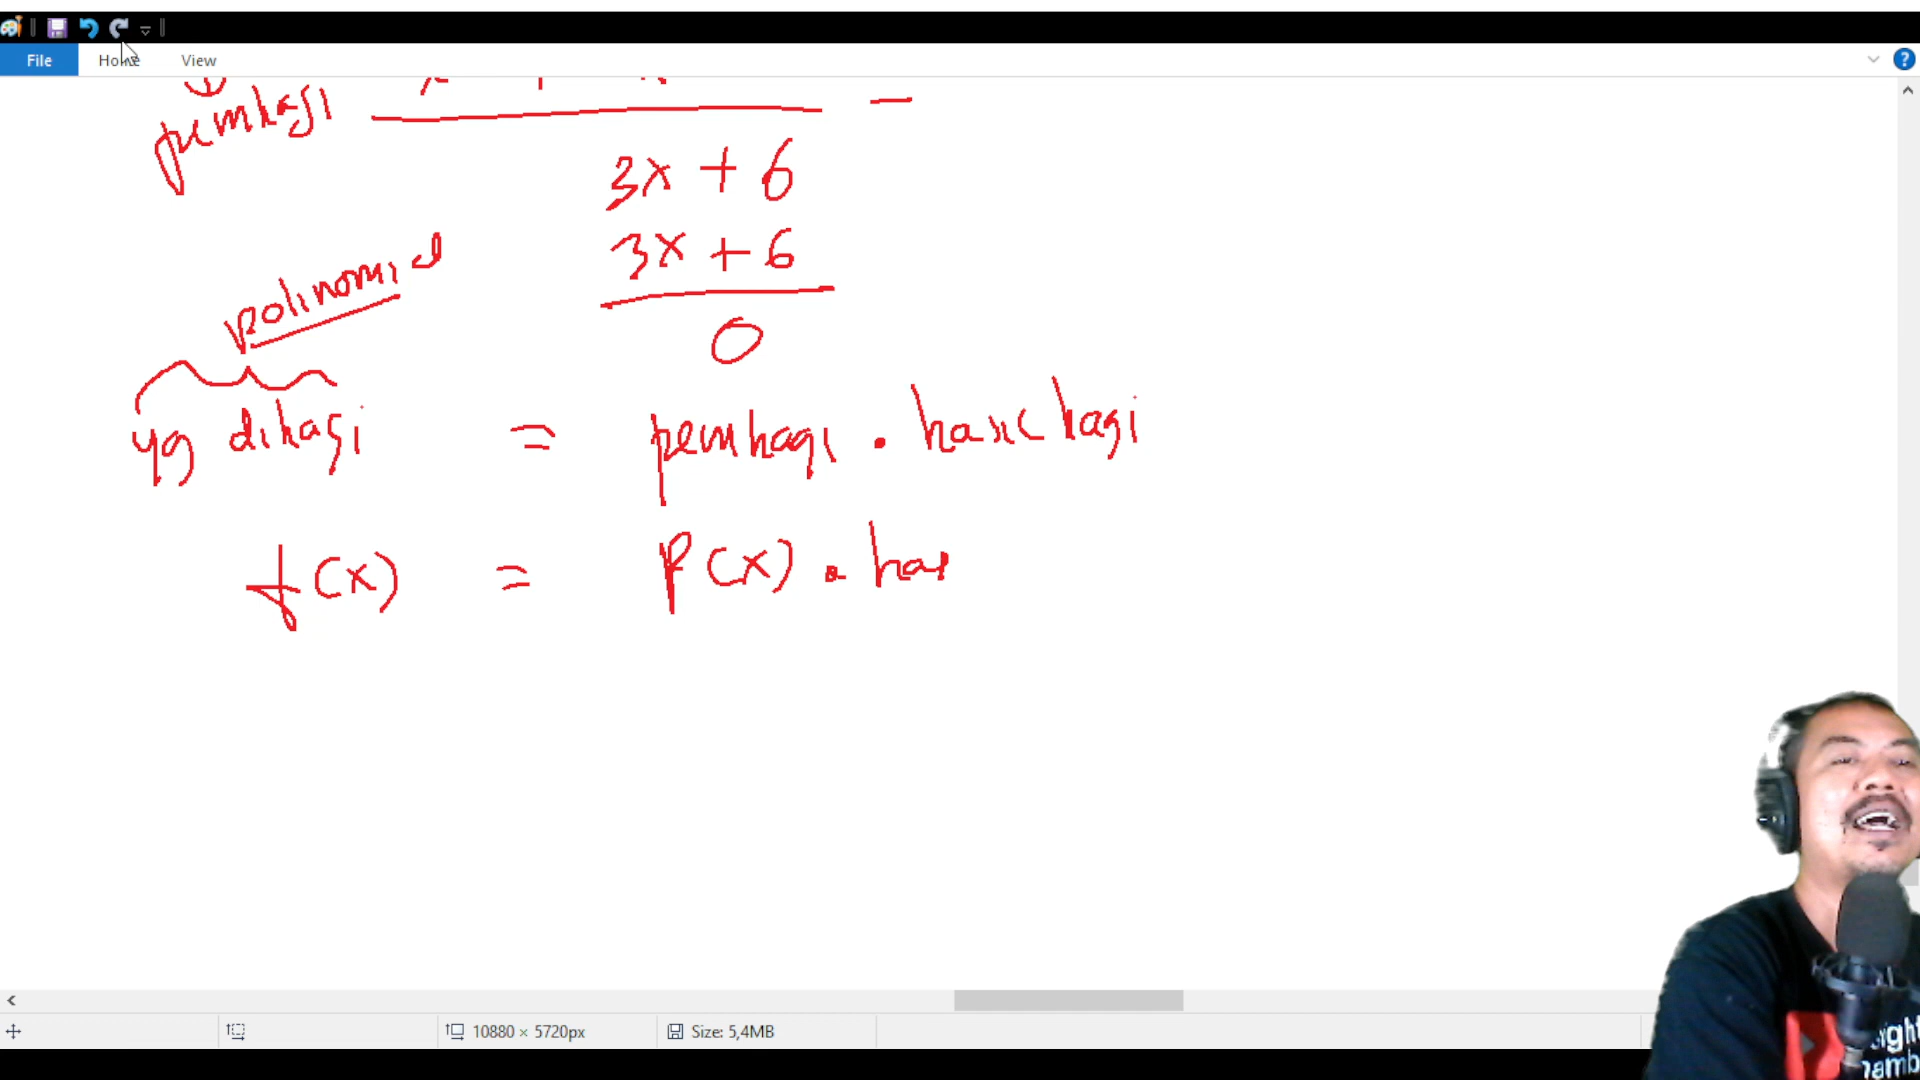 File Home View
pembagi
3x + 6
3x + 6
0
polinomial
yg dibagi = pembagi . hasil bagi
f(x) = P(x) . has
10880 × 5720px Size: 5,4MB